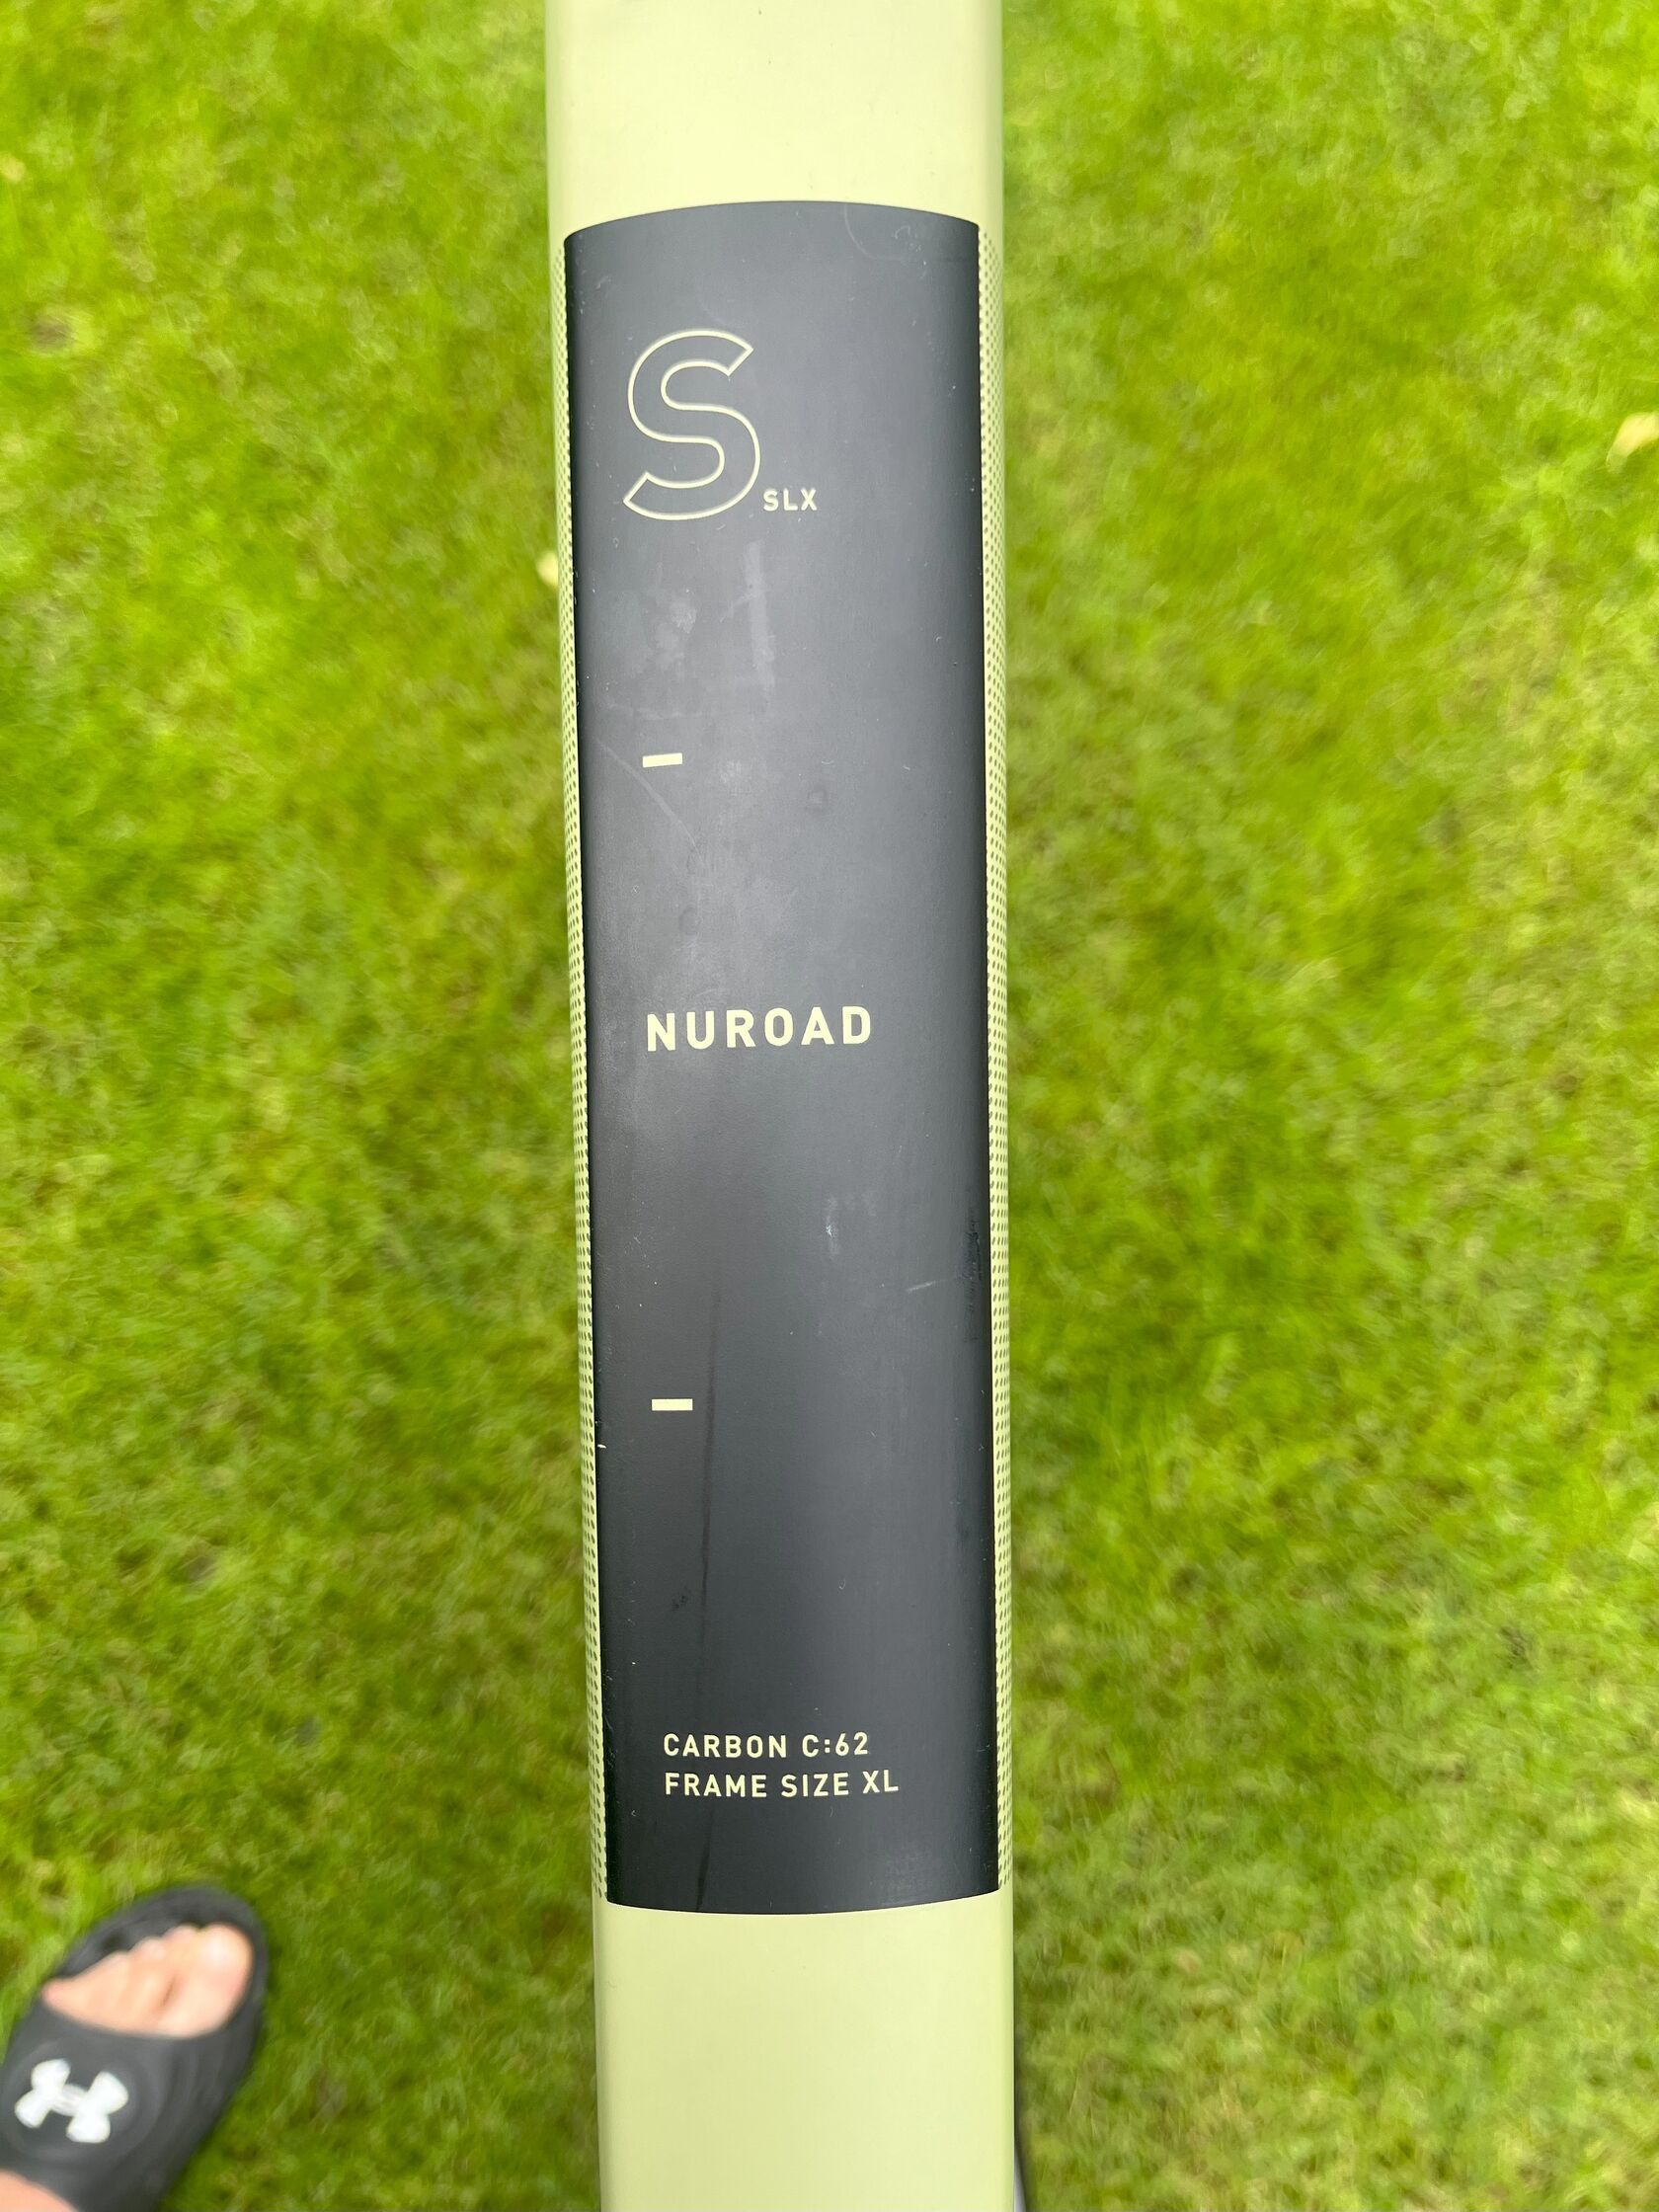 S SLX
NUROAD
CARBON C:62
FRAME SIZE XL